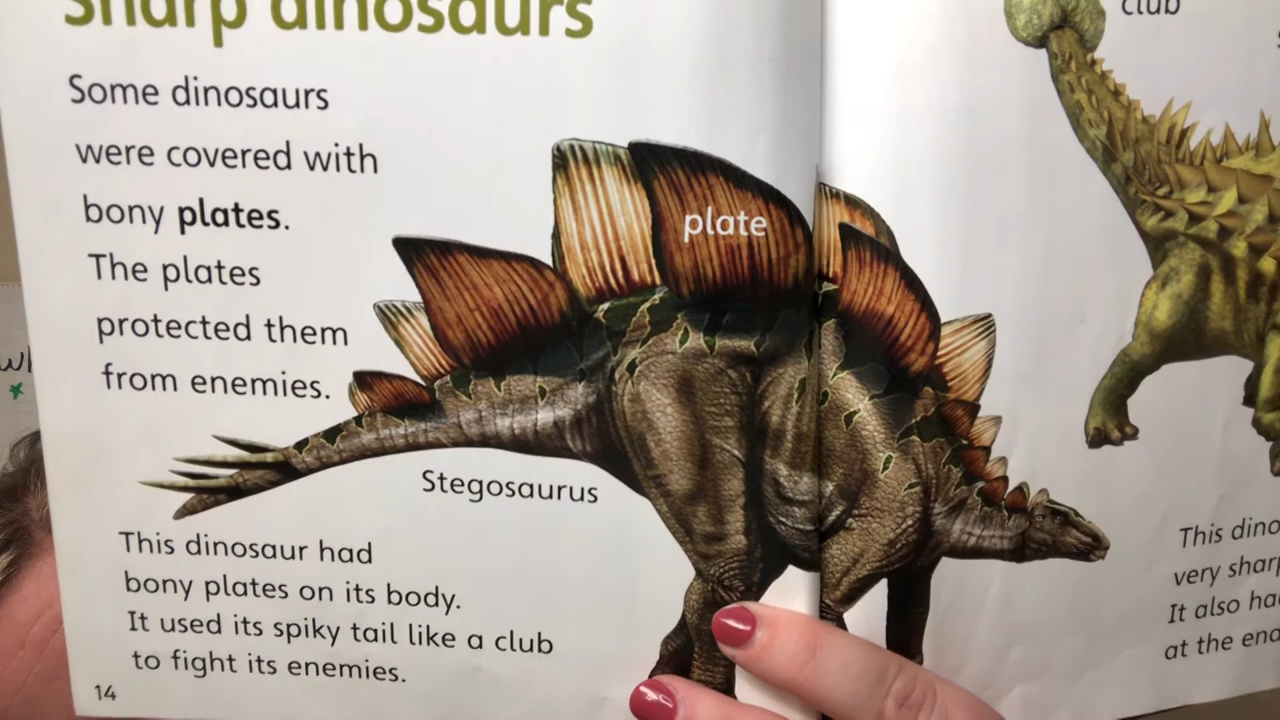 Sharp dinosaurs
Some dinosaurs
were covered with
bony plates.
The plates
protected them
from enemies.
plate
Stegosaurus
This dinosaur had
bony plates on its body.
It used its spiky tail like a club
to fight its enemies.
14
club
This dino
very sharp
It also ha
at the end